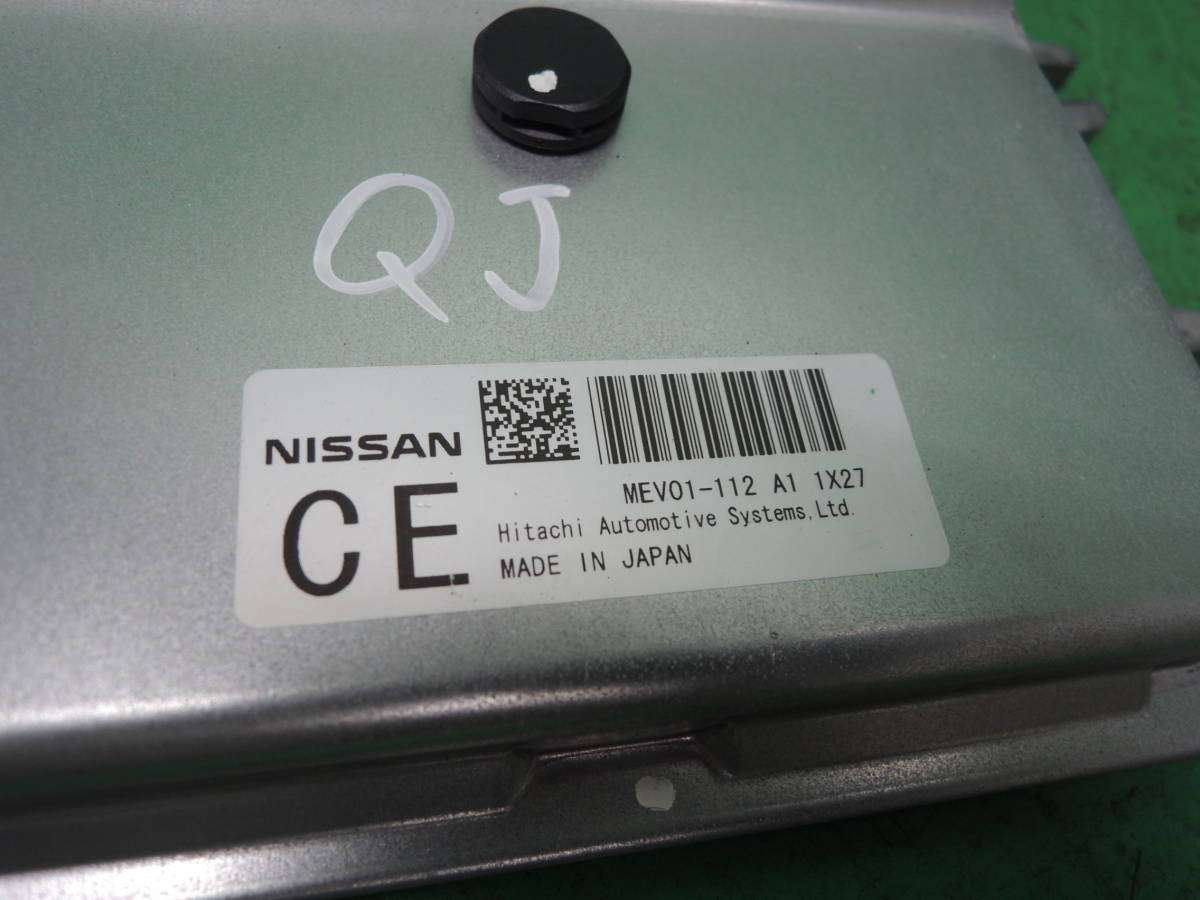 QJ
NISSAN
CE
MEV01-112 A1 1X27
Hitachi Automotive Systems,Ltd.
MADE IN JAPAN